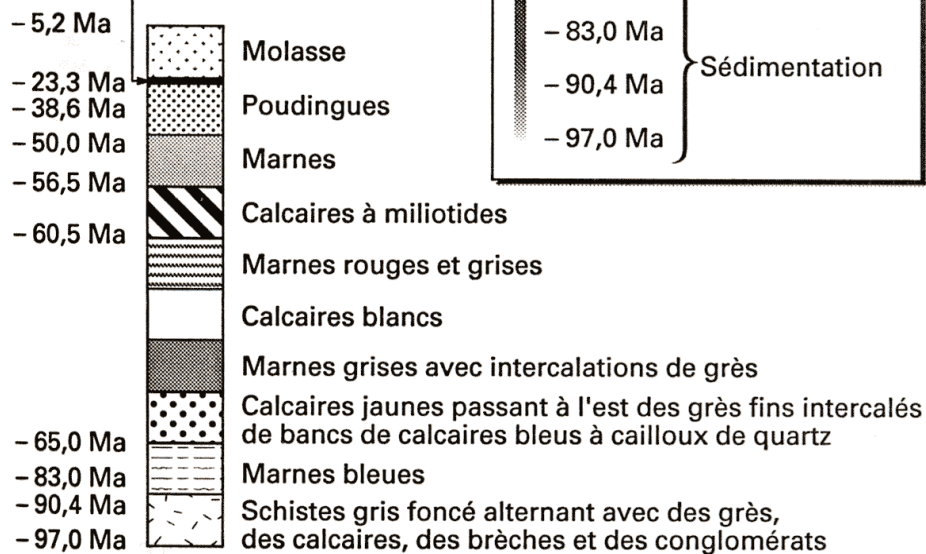 – 5,2 Ma
Molasse
– 23,3 Ma
– 38,6 Ma
Poudingues
– 50,0 Ma
Marnes
– 56,5 Ma
Calcaires à miliotides
– 60,5 Ma
Marnes rouges et grises
Calcaires blancs
Marnes grises avec intercalations de grès
Calcaires jaunes passant à l'est des grès fins intercalés
de bancs de calcaires bleus à cailloux de quartz
– 65,0 Ma
Marnes bleues
– 83,0 Ma
– 90,4 Ma
Schistes gris foncé alternant avec des grès,
des calcaires, des brèches et des conglomérats
– 97,0 Ma
– 83,0 Ma
– 90,4 Ma
– 97,0 Ma
Sédimentation